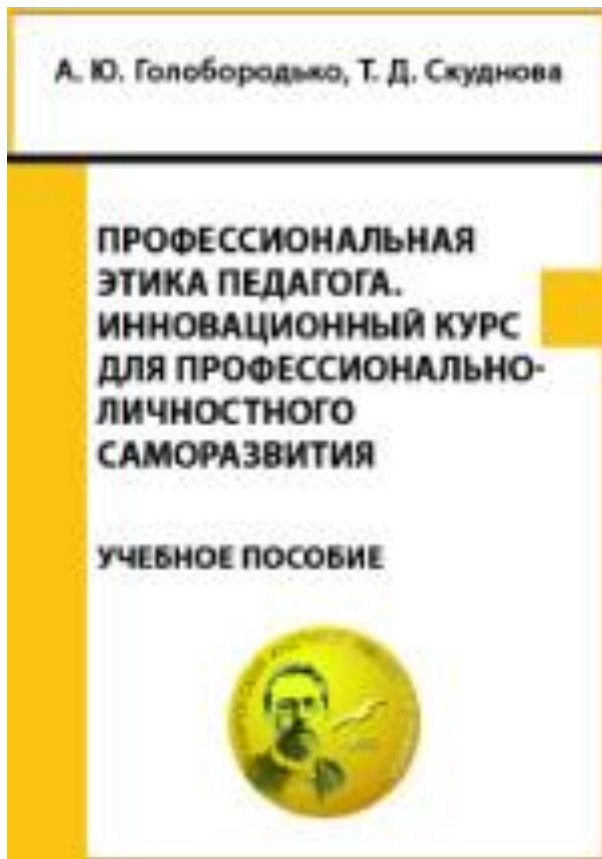 А. Ю. Голобородько, Т. Д. Скуднова
ПРОФЕССИОНАЛЬНАЯ
ЭТИКА ПЕДАГОГА.
ИННОВАЦИОННЫЙ КУРС
ДЛЯ ПРОФЕССИОНАЛЬНО-
ЛИЧНОСТНОГО
САМОРАЗВИТИЯ
УЧЕБНОЕ ПОСОБИЕ